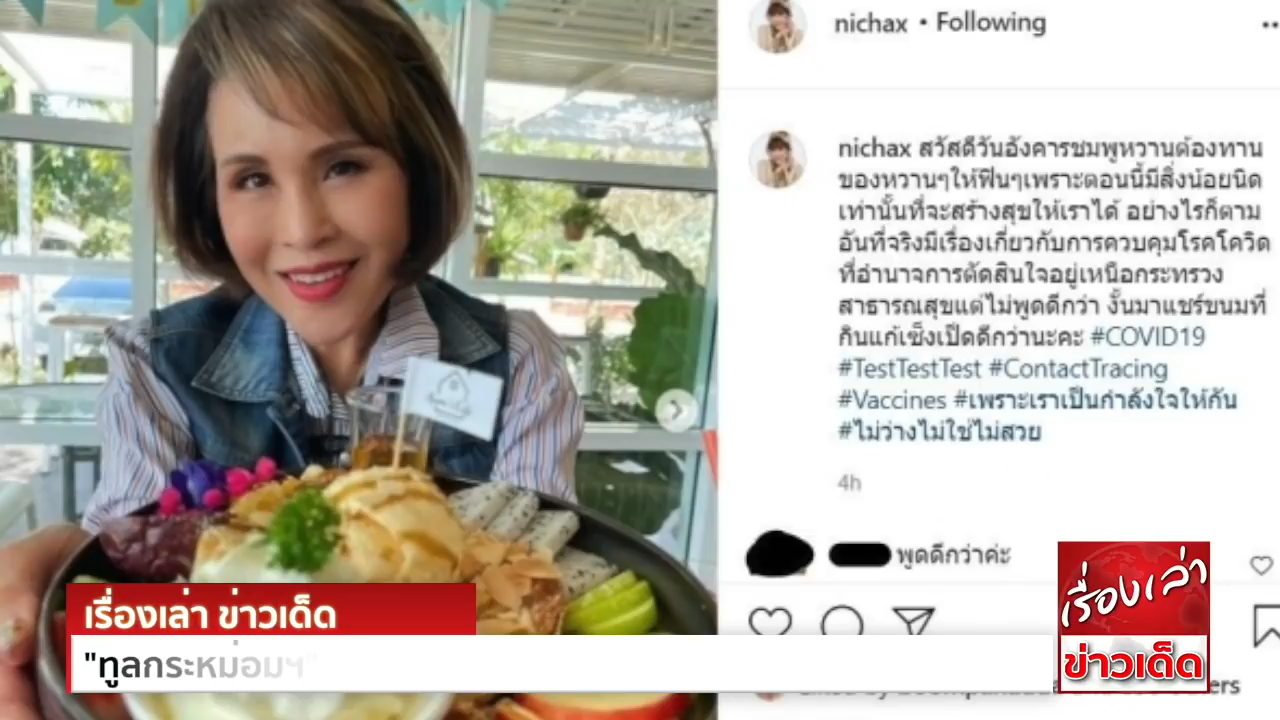 nichax • Following
nichax สวัสดีวันอังคารชมพูหวานต้องทาน
ของหวานๆให้ฟินๆเพราะตอนนี้มีสิ่งน้อยนิด
เท่านั้นที่จะสร้างสุขให้เราได้ อย่างไรก็ตาม
อันที่จริงมีเรื่องเกี่ยวกับการควบคุมโรคโควิด
ที่อำนาจการตัดสินใจอยู่เหนือกระทรวง
สาธารณสุขแต่ไม่พูดดีกว่า งั้นมาแชร์ขนมที่
กินแก้เซ็งเป็ดดีกว่านะคะ #COVID19
#TestTestTest #ContactTracing
#Vaccines #เพราะเราเป็นกำลังใจให้กัน
#ไม่ว่างไม่ใช่ไม่สวย
4h
พูดดีกว่าค่ะ
เรื่องเล่า ข่าวเด็ด
"ทูลกระหม่อมฯ"
เรื่องเล่า
ข่าวเด็ด